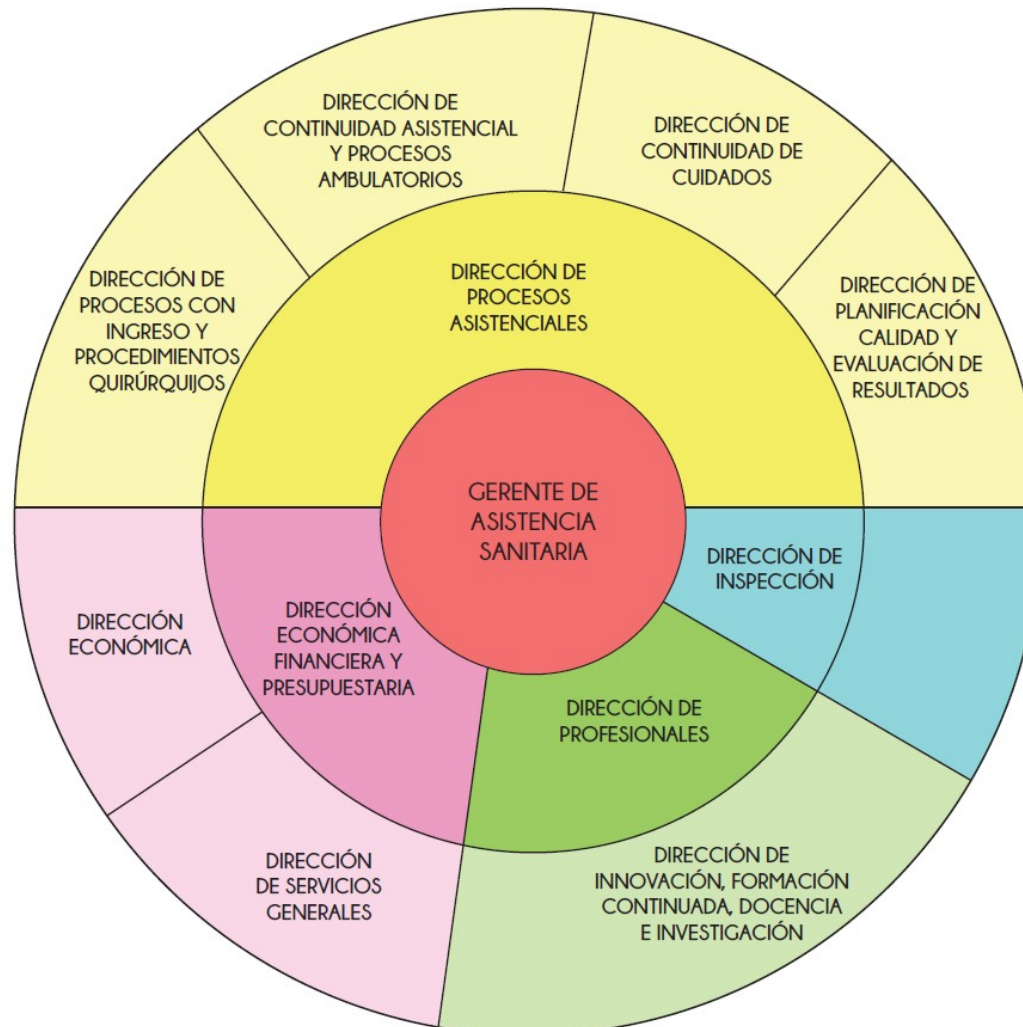 DIRECCIÓN DE
CONTINUIDAD ASISTENCIAL
Y PROCESOS
AMBULATORIOS
DIRECCIÓN DE
CONTINUIDAD DE
CUIDADOS
DIRECCIÓN DE
PROCESOS CON
INGRESO Y
PROCEDIMIENTOS
QUIRÚRQUIJOS
DIRECCIÓN DE
PROCESOS
ASISTENCIALES
DIRECCIÓN DE
PLANIFICACIÓN
CALIDAD Y
EVALUACIÓN DE
RESULTADOS
GERENTE DE
ASISTENCIA
SANITARIA
DIRECCIÓN DE
INSPECCIÓN
DIRECCIÓN
ECONÓMICA
DIRECCIÓN
ECONÓMICA
FINANCIERA Y
PRESUPUESTARIA
DIRECCIÓN DE
PROFESIONALES
DIRECCIÓN
DE SERVICIOS
GENERALES
DIRECCIÓN DE
INNOVACIÓN, FORMACIÓN
CONTINUADA, DOCENCIA
E INVESTIGACIÓN